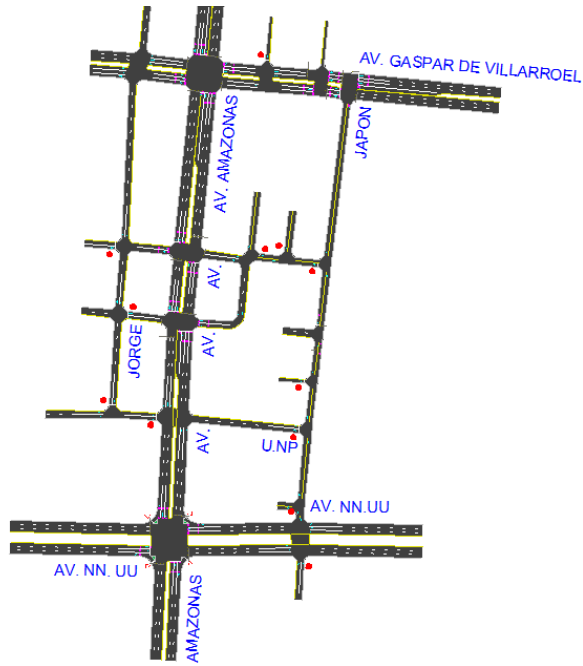 AV. GASPAR DE VILLARROEL
JAPON
AV. AMAZONAS
AV.
AV.
JORGE
AV.
U.NP
AV. NN.UU
AV. NN. UU
AMAZONAS